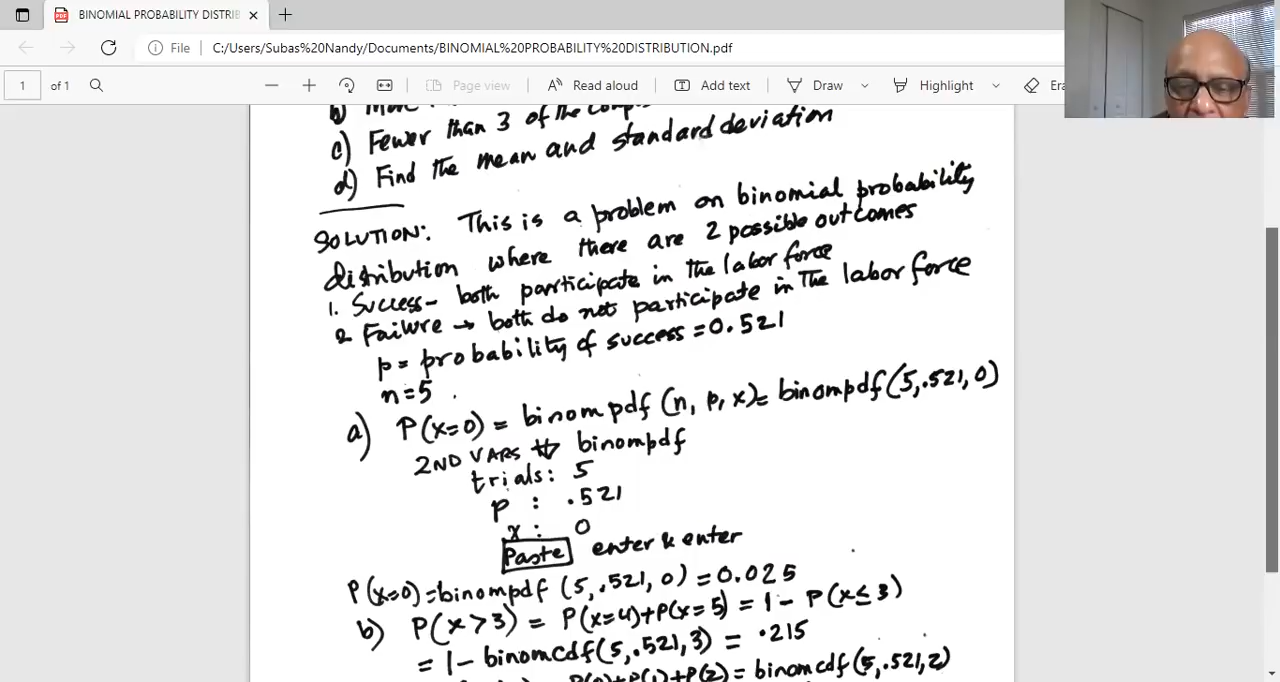 BINOMIAL PROBABILITY DISTRIB
File C:/Users/Subas%20Nandy/Documents/BINOMIAL%20PROBABILITY%20DISTRIBUTION.pdf
1 of 1 Page view Read aloud Text Add text Draw Highlight
b)
c) Fewer than 3 of the
d) Find the mean and standard deviation
SOLUTION: This is a problem on binomial probability
distribution where there are 2 possible outcomes
1. Success- both participate in the labor force
2 Failure → both do not participate in the labor force
p = probability of success = 0.521
n=5
a) P(x=0) = binompdf (n, p, x)= binompdf(5,.521,0)
2ND VARS binompdf
trials: 5
p : .521
x : 0
Paste enter & enter
P(x=0)=binompdf (5,.521,0) = 0.025
b) P(x>3) = P(x=4)+P(x=5) = 1- P(x≤3)
= 1- binomcdf(5,.521,3) = .215
P(0)+P(1)+P(2) = binomcdf(5,.521,2)